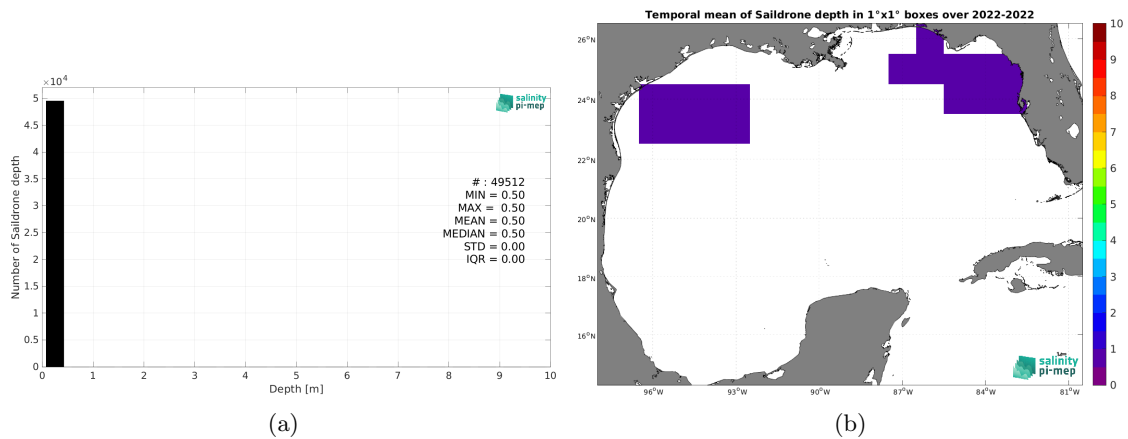 ×10⁴
5
4.5
4
3.5
3
2.5
2
1.5
1
0.5
0
Number of Saildrone depth
salinity
pi-mep
# : 49512
MIN = 0.50
MAX = 0.50
MEAN = 0.50
MEDIAN = 0.50
STD = 0.00
IQR = 0.00
0 1 2 3 4 5 6 7 8 9 10
Depth [m]
(a)
Temporal mean of Saildrone depth in 1°x1° boxes over 2022-2022
26°N
24°N
22°N
20°N
18°N
16°N
96°W 93°W 90°W 87°W 84°W 81°W
salinity
pi-mep
10
9
8
7
6
5
4
3
2
1
0
(b)